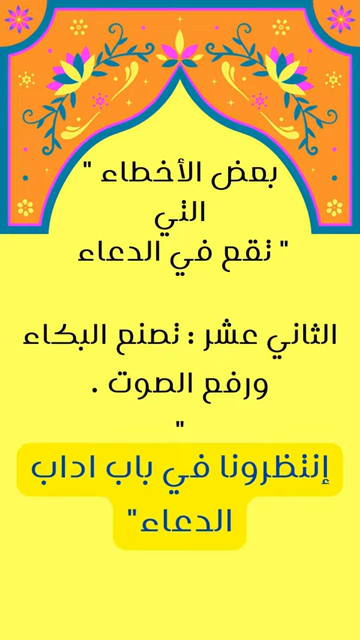 بعض الأخطاء "
التي
" تقع في الدعاء
الثاني عشر : تصنع البكاء
ورفع الصوت .
"
إنتظرونا في باب اداب
الدعاء"